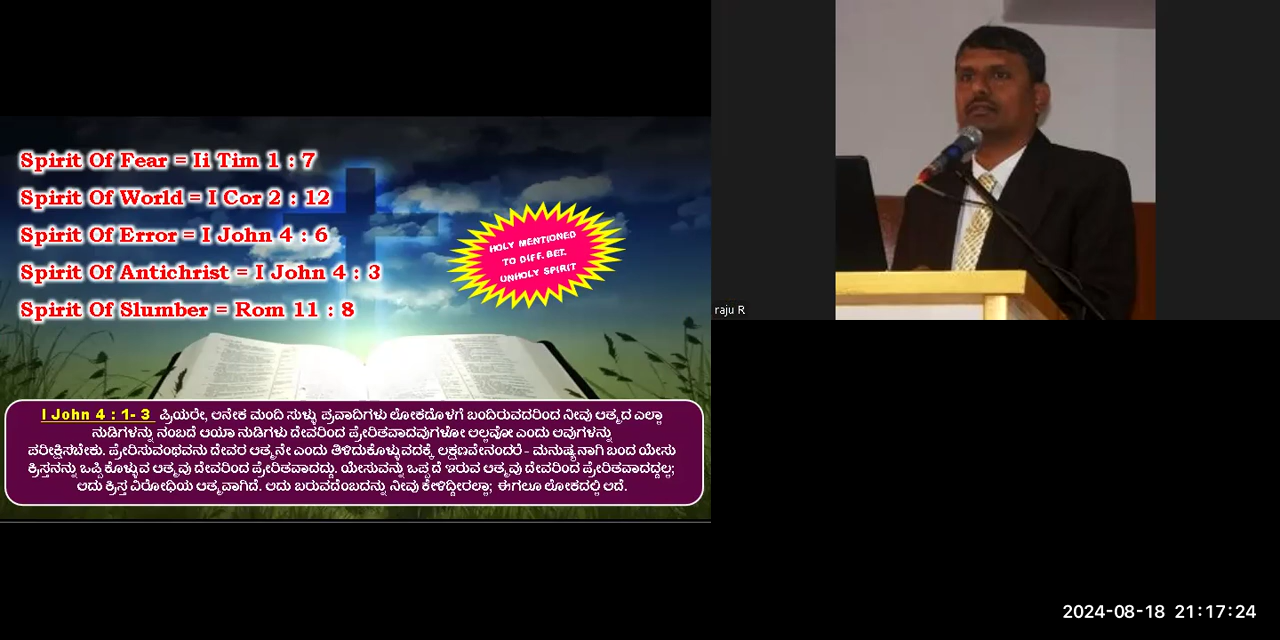 Spirit Of Fear = Ii Tim 1 : 7
Spirit Of World = I Cor 2 : 12
Spirit Of Error = I John 4 : 6
Spirit Of Antichrist = I John 4 : 3
Spirit Of Slumber = Rom 11 : 8
HOLY MENTIONED
TO DIFF. BET.
UNHOLY SPIRIT
I John 4 : 1- 3 ಪ್ರಿಯರೇ, ಅನೇಕ ಮಂದಿ ಸುಳ್ಳು ಪ್ರವಾದಿಗಳು ಲೋಕದೊಳಗೆ ಬಂದಿರುವದರಿಂದ ನೀವು ಆತ್ಮದ ಎಲ್ಲಾ
ನುಡಿಗಳನ್ನು ನಂಬದೆ ಆಯಾ ನುಡಿಗಳು ದೇವರಿಂದ ಪ್ರೇರಿತವಾದವುಗಳೋ ಅಲ್ಲವೋ ಎಂದು ಅವುಗಳನ್ನು
ಪರೀಕ್ಷಿಸಬೇಕು. ಪ್ರೇರಿಸುವಂಥವನು ದೇವರ ಆತ್ಮನೇ ಎಂದು ತಿಳಿದುಕೊಳ್ಳುವದಕ್ಕೆ ಲಕ್ಷಣವೇನಂದರೆ - ಮನುಷ್ಯನಾಗಿ ಬಂದ ಯೇಸು
ಕ್ರಿಸ್ತನನ್ನು ಒಪ್ಪಿಕೊಳ್ಳುವ ಆತ್ಮವು ದೇವರಿಂದ ಪ್ರೇರಿತವಾದದ್ದು. ಯೇಸುವನ್ನು ಒಪ್ಪದೆ ಇರುವ ಆತ್ಮವು ದೇವರಿಂದ ಪ್ರೇರಿತವಾದದ್ದಲ್ಲ;
ಅದು ಕ್ರಿಸ್ತ ವಿರೋಧಿಯ ಆತ್ಮವಾಗಿದೆ. ಅದು ಬರುವದೆಂಬದನ್ನು ನೀವು ಕೇಳಿದ್ದೀರಲ್ಲಾ; ಈಗಲೂ ಲೋಕದಲ್ಲಿ ಅದೆ.
raju R
2024-08-18 21:17:24